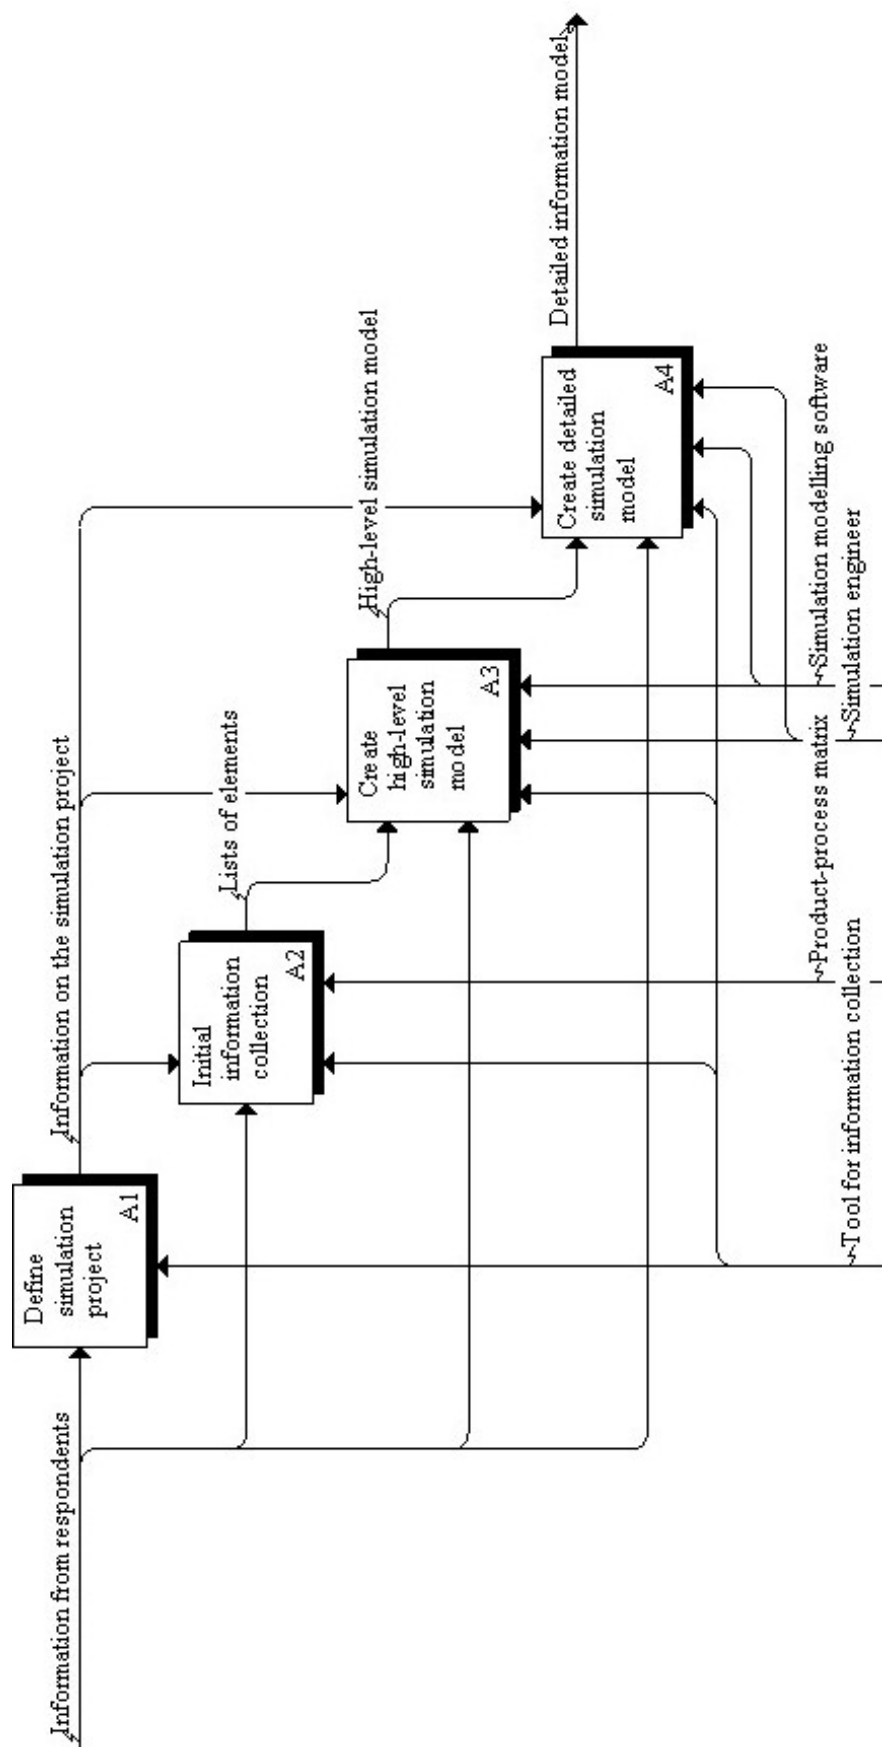 Information from respondents
Define
simulation
project
A1
Information on the simulation project
Initial
information
collection
A2
Lists of elements
Create
high-level
simulation
model
A3
High-level simulation model
Create detailed
simulation
model
A4
Detailed information model
Tool for information collection
Product-process matrix
Simulation engineer
Simulation modelling software